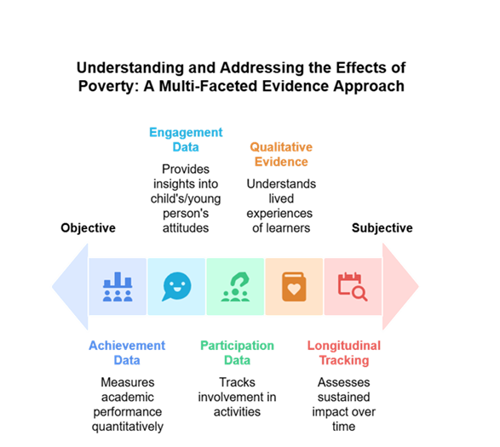 Understanding and Addressing the Effects of
Poverty: A Multi-Faceted Evidence Approach
Engagement
Data
Provides
insights into
child's/young
person's
attitudes
Qualitative
Evidence
Understands
lived
experiences
of learners
Objective
Subjective
Achievement
Data
Measures
academic
performance
quantitatively
Participation
Data
Tracks
involvement in
activities
Longitudinal
Tracking
Assesses
sustained
impact over
time